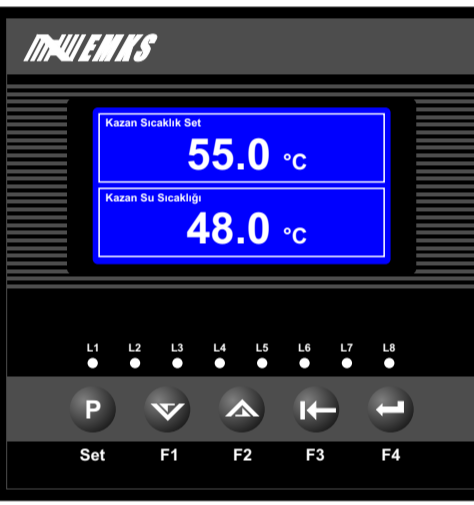 EMKS
Kazan Sıcaklık Set
55.0 °C
Kazan Su Sıcaklığı
48.0 °C
L1 L2 L3 L4 L5 L6 L7 L8
P
Set F1 F2 F3 F4